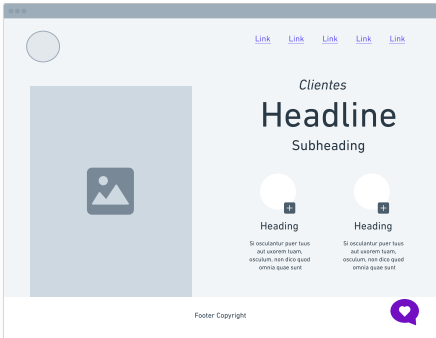 Link Link Link Link Link
Clientes
Headline
Subheading
Heading
Si osculantur puer tuus
aut uxorem tuam,
osculum, non dico quod
omnia quae sunt
Heading
Si osculantur puer tuus
aut uxorem tuam,
osculum, non dico quod
omnia quae sunt
Footer Copyright